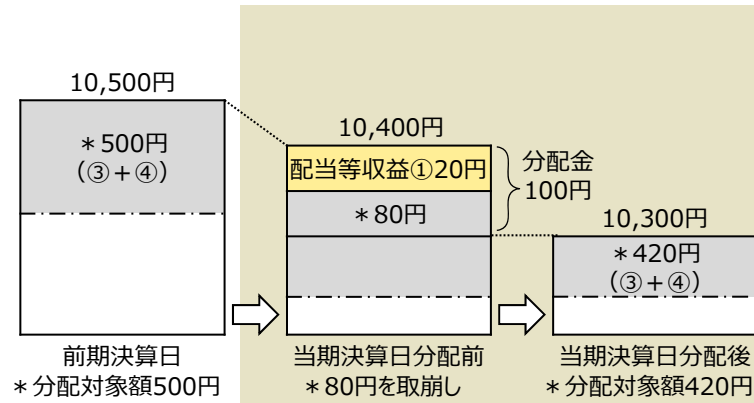 10,500円
＊500円
（③＋④）
前期決算日
＊分配対象額500円
10,400円
配当等収益①20円
＊80円
分配金
100円
当期決算日分配前
＊80円を取崩し
10,300円
＊420円
（③＋④）
当期決算日分配後
＊分配対象額420円